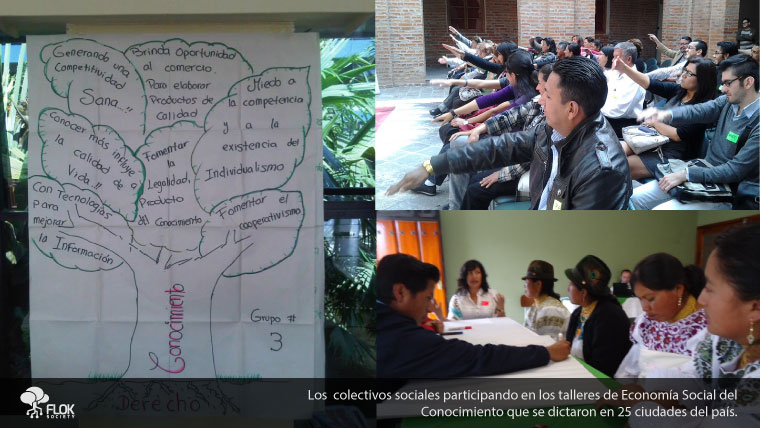 Generando una
Competitividad
Sana..!!
Brinda Oportunidad
al comercio.
Para elaborar
Productos de
Calidad
Miedo a
la competencia
y a la
existencia del
Individualismo
Conocer más influye
la calidad de a
Vida!!
Fomentar
la
Legalidad,
Producto
del Conocimiento
Con Tecnologías
para
mejorar
la Información
Fomentar el
cooperativismo
Conocimiento
Grupo #
3
Derecho
FLOK
SOCIETY
Los colectivos sociales participando en los talleres de Economía Social del
Conocimiento que se dictaron en 25 ciudades del país.